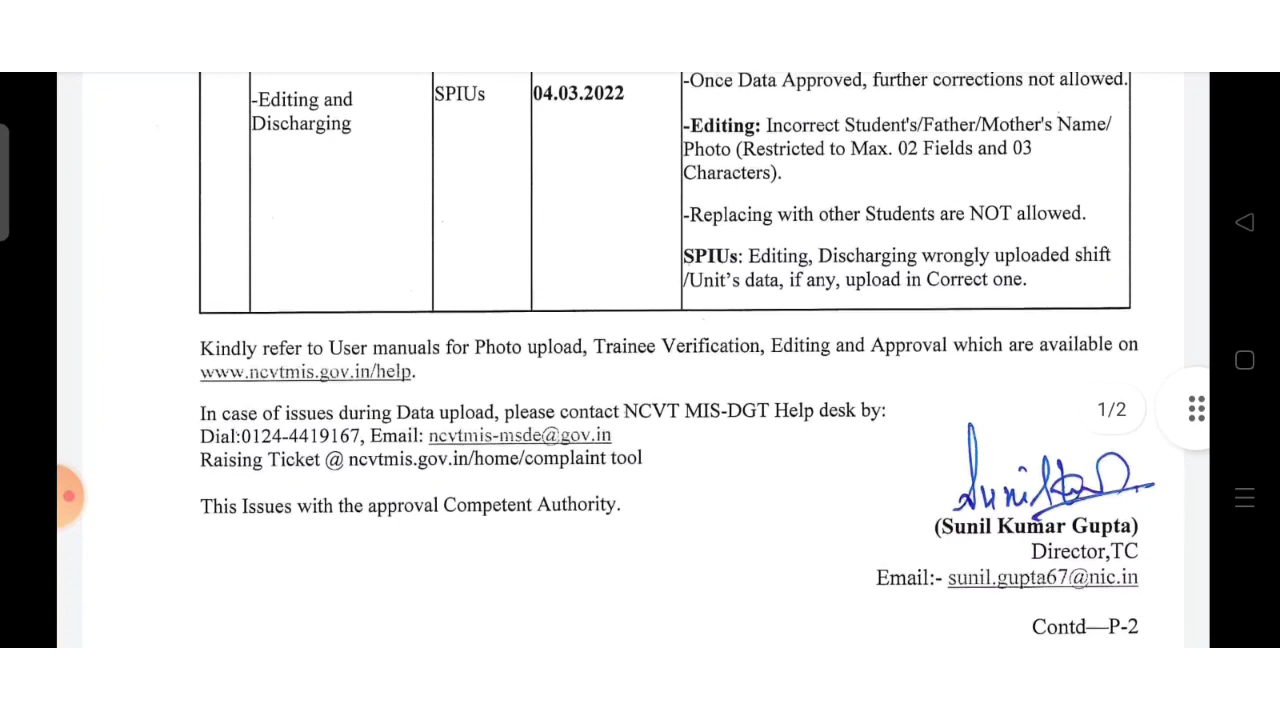 -Once Data Approved, further corrections not allowed.
-Editing and
Discharging
SPIUs
04.03.2022
-Editing: Incorrect Student's/Father/Mother's Name/
Photo (Restricted to Max. 02 Fields and 03
Characters).
-Replacing with other Students are NOT allowed.
SPIUs: Editing, Discharging wrongly uploaded shift
/Unit's data, if any, upload in Correct one.
Kindly refer to User manuals for Photo upload, Trainee Verification, Editing and Approval which are available on
www.ncvtmis.gov.in/help.
In case of issues during Data upload, please contact NCVT MIS-DGT Help desk by:
Dial:0124-4419167, Email: ncvtmis-msde@gov.in
Raising Ticket @ ncvtmis.gov.in/home/complaint tool
1/2
This Issues with the approval Competent Authority.
(Sunil Kumar Gupta)
Director,TC
Email:- sunil.gupta67@nic.in
Contd—P-2